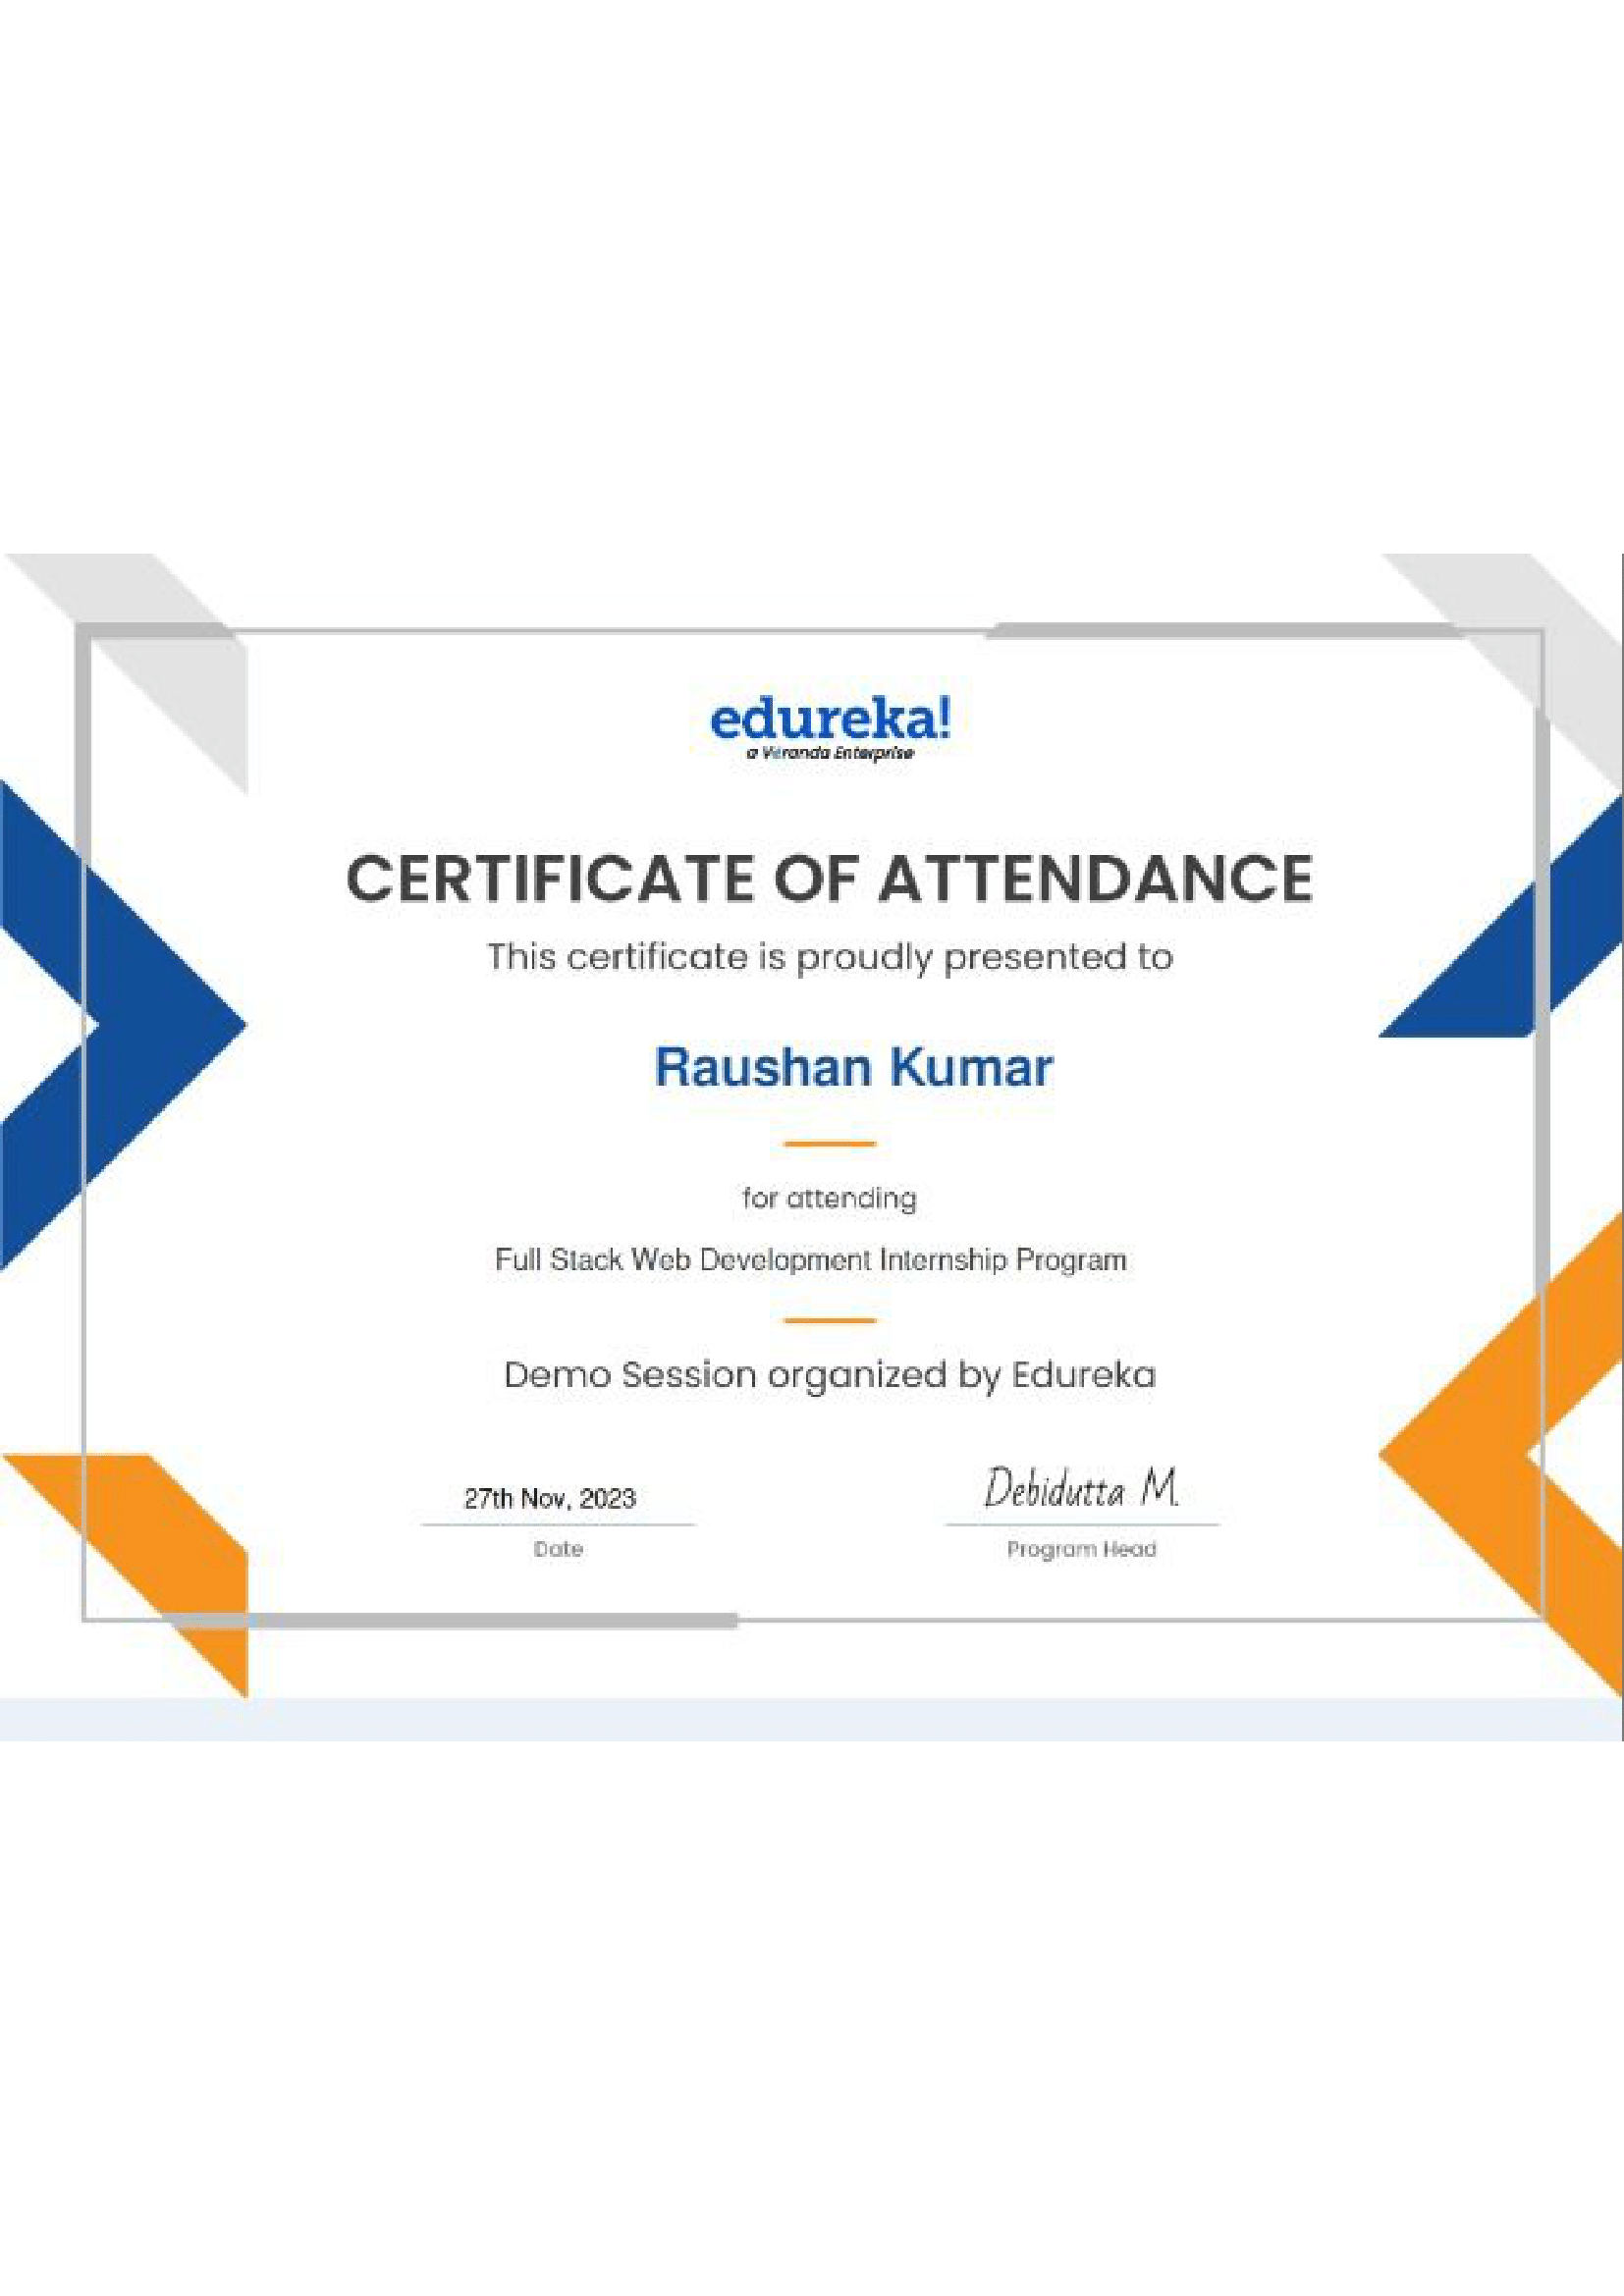 edureka!
a Veranda Enterprise
CERTIFICATE OF ATTENDANCE
This certificate is proudly presented to
Raushan Kumar
for attending
Full Stack Web Development Internship Program
Demo Session organized by Edureka
27th Nov, 2023
Debidutta M.
Date
Program Head